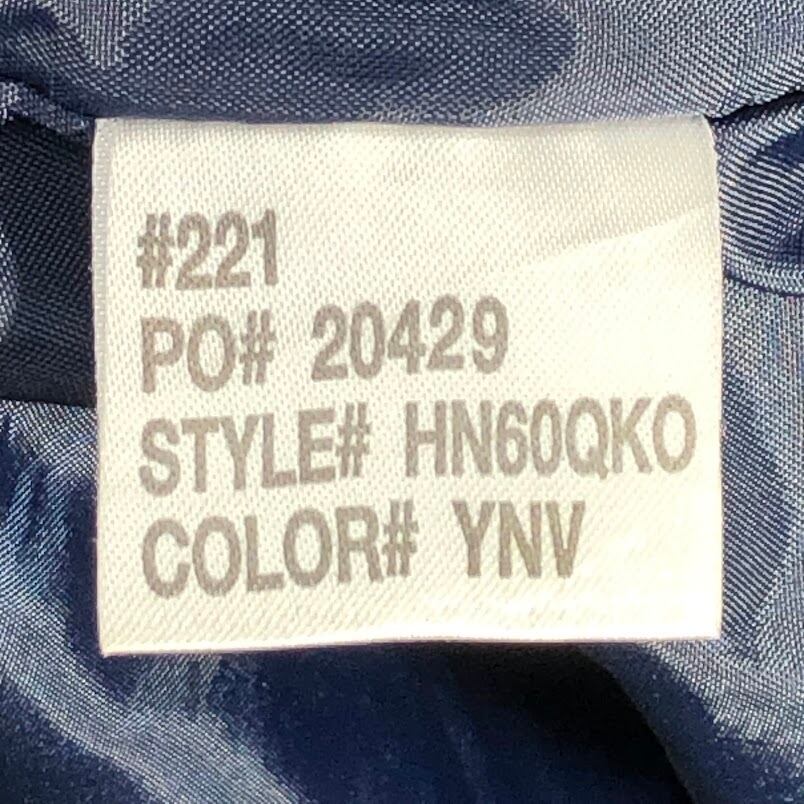 #221
PO# 20429
STYLE# HN60QKO
COLOR# YNV